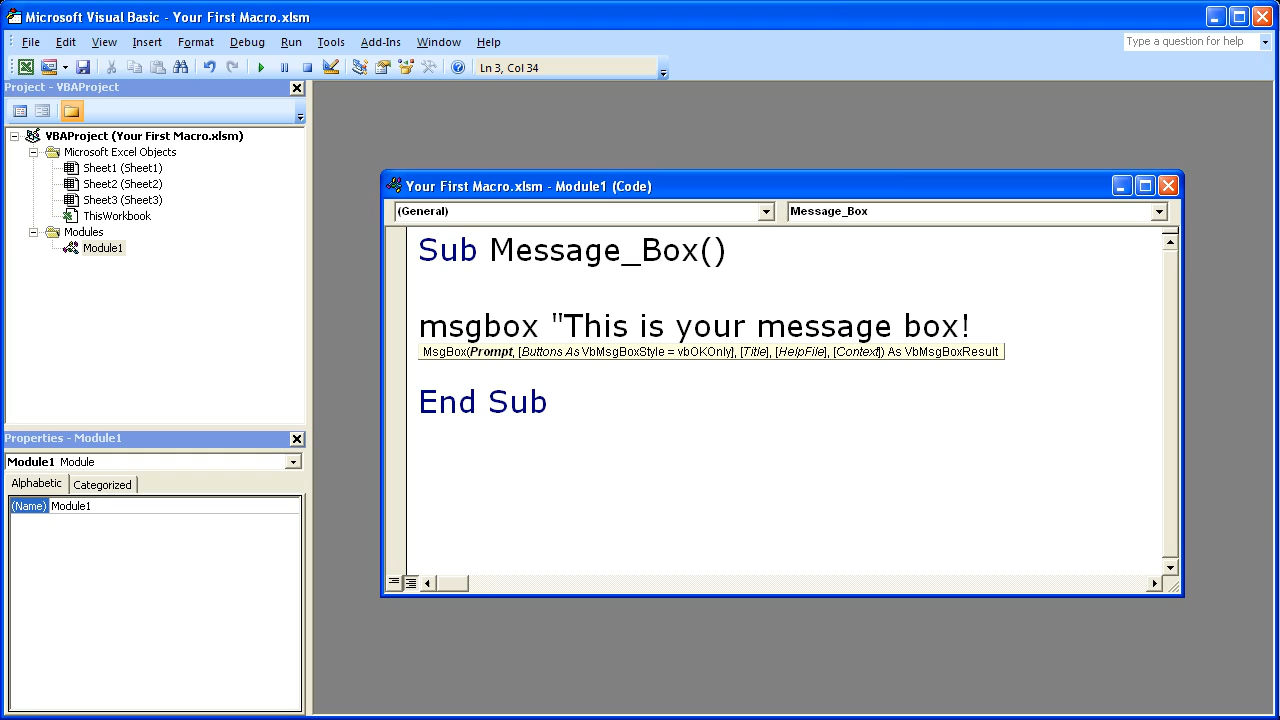 Microsoft Visual Basic - Your First Macro.xlsm
File Edit View Insert Format Debug Run Tools Add-Ins Window Help
Type a question for help
Ln 3, Col 34
Project - VBAProject
VBAProject (Your First Macro.xlsm)
Microsoft Excel Objects
Sheet1 (Sheet1)
Sheet2 (Sheet2)
Sheet3 (Sheet3)
ThisWorkbook
Modules
Module1
Properties - Module1
Module1 Module
Alphabetic Categorized
(Name) Module1
Your First Macro.xlsm - Module1 (Code)
(General) Message_Box
Sub Message_Box()
msgbox "This is your message box!
MsgBox(Prompt, [Buttons As VbMsgBoxStyle = vbOKOnly], [Title], [HelpFile], [Context]) As VbMsgBoxResult
End Sub